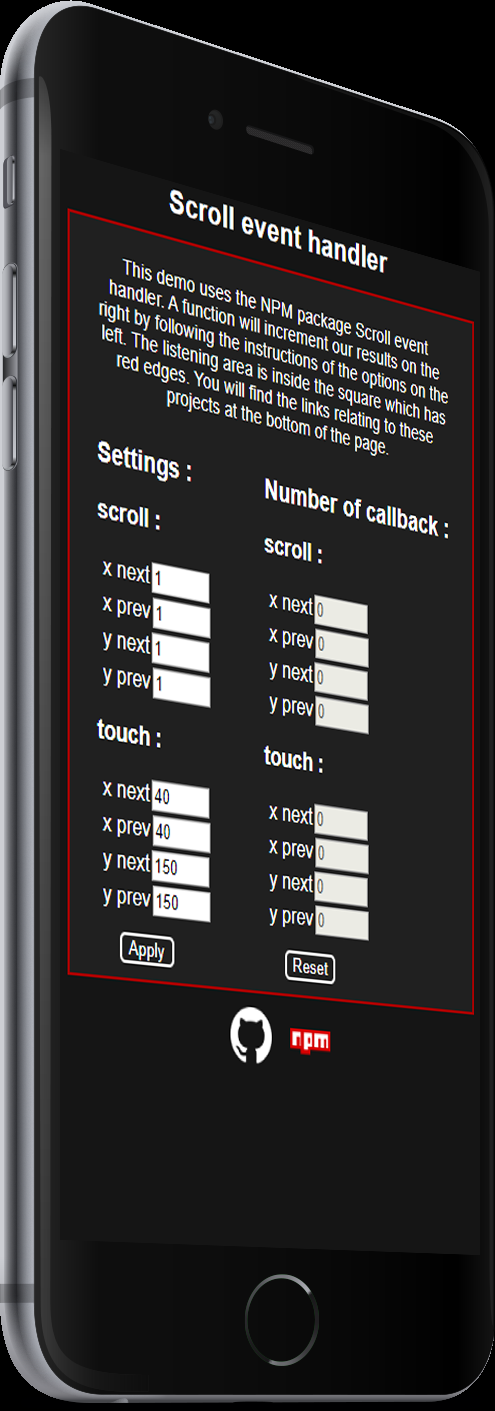 Scroll event handler
This demo uses the NPM package Scroll event
handler. A function will increment our results on the
right by following the instructions of the options on the
left. The listening area is inside the square which has
red edges. You will find the links relating to these
projects at the bottom of the page.
Settings :
scroll :
x next 1
x prev 1
y next 1
y prev 1
touch :
x next 40
x prev 40
y next 150
y prev 150
Apply
Number of callback :
scroll :
x next 0
x prev 0
y next 0
y prev 0
touch :
x next 0
x prev 0
y next 0
y prev 0
Reset
npm